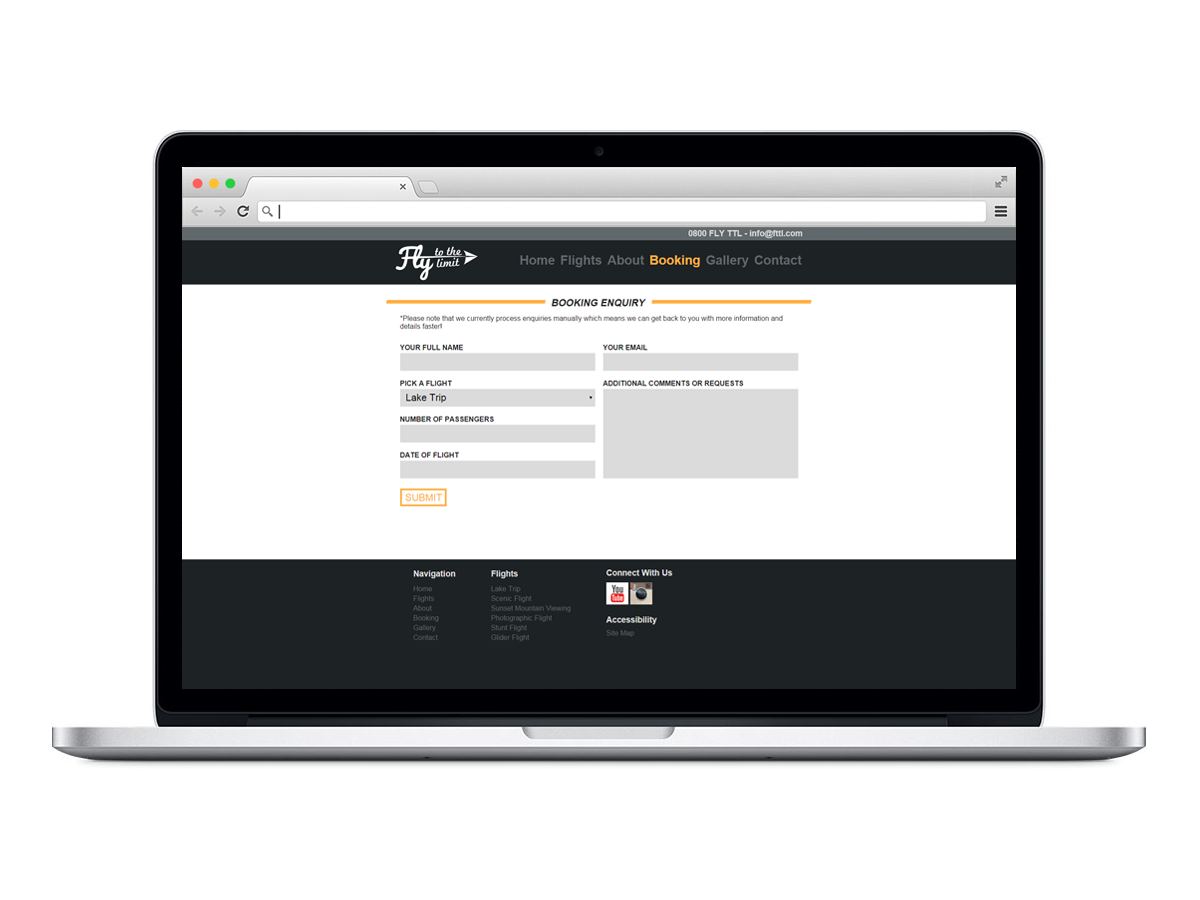 0800 FLY TTL - info@fttl.com
Fly to the limit
Home Flights About Booking Gallery Contact
BOOKING ENQUIRY
*Please note that we currently process enquiries manually which means we can get back to you with more information and
details faster!
YOUR FULL NAME
YOUR EMAIL
PICK A FLIGHT
Lake Trip
ADDITIONAL COMMENTS OR REQUESTS
NUMBER OF PASSENGERS
DATE OF FLIGHT
SUBMIT
Navigation
Home
Flights
About
Booking
Gallery
Contact
Flights
Lake Trip
Scenic Flight
Sunset Mountain Viewing
Photographic Flight
Stunt Flight
Glider Flight
Connect With Us
You Tube
Accessibility
Site Map